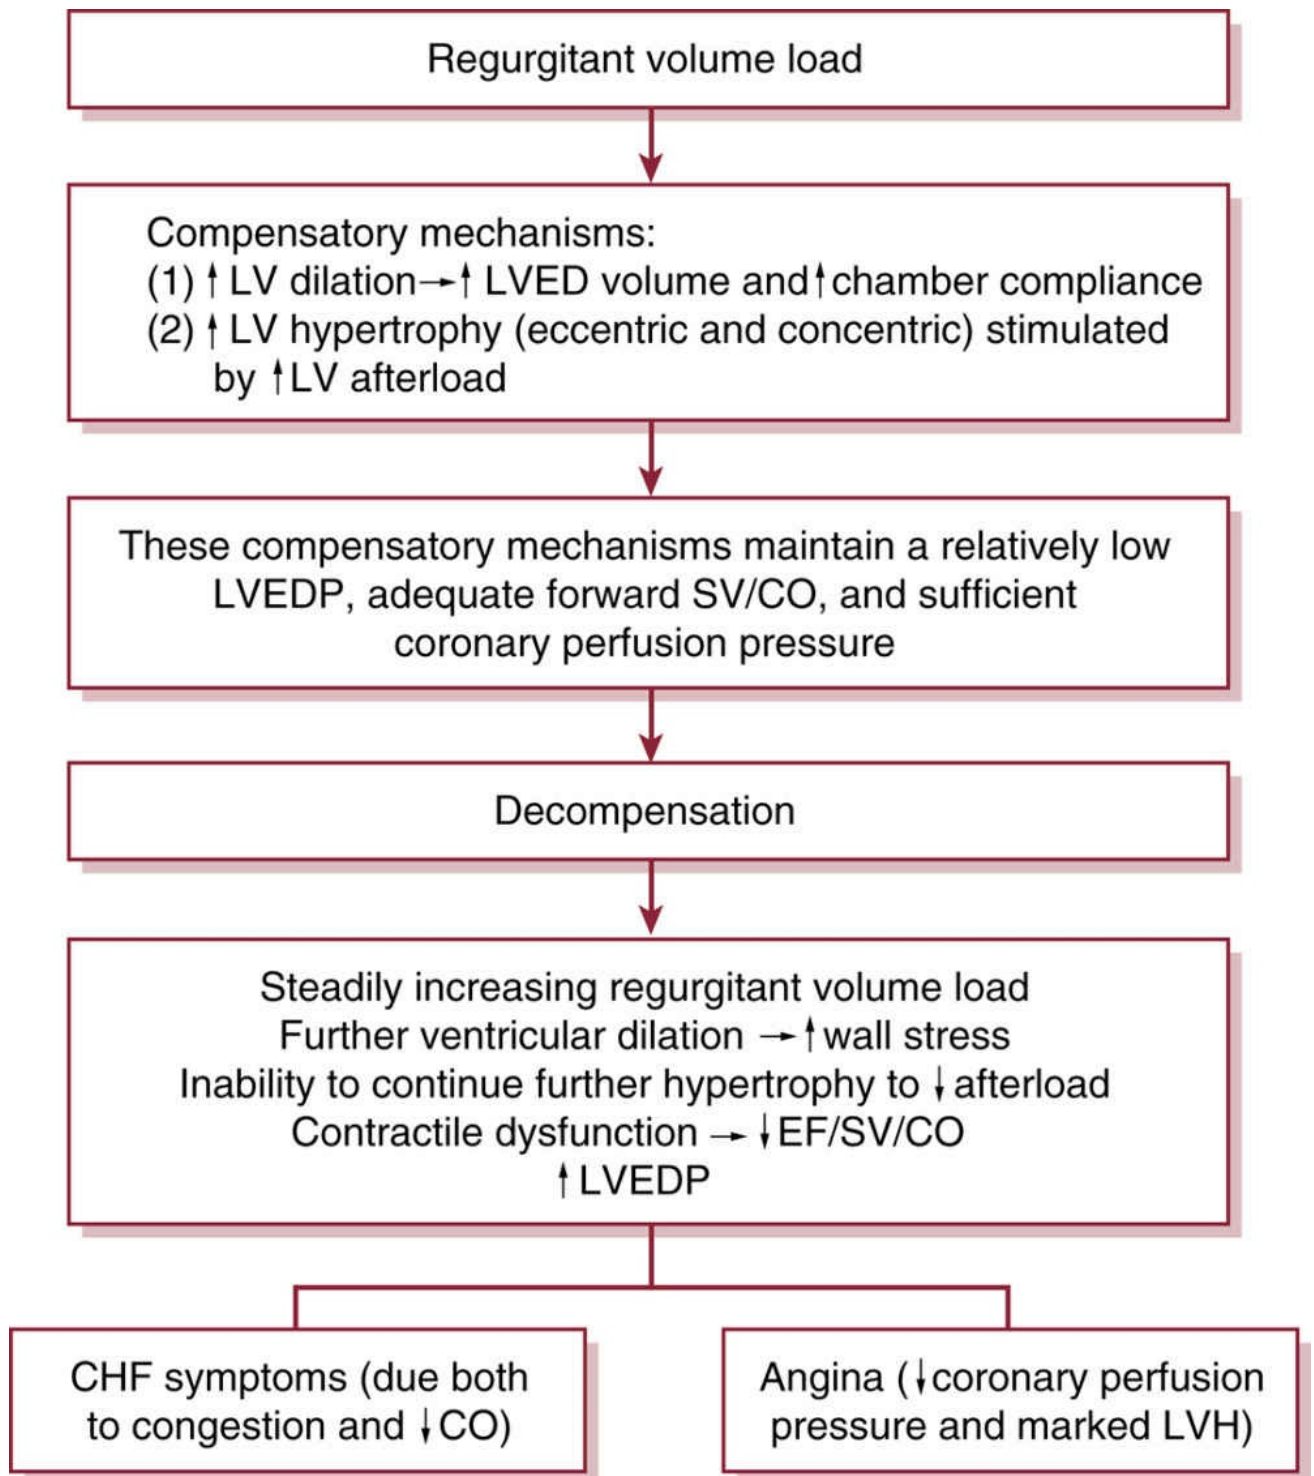 Regurgitant volume load
Compensatory mechanisms:
(1) ↑ LV dilation→↑ LVED volume and ↑ chamber compliance
(2) ↑ LV hypertrophy (eccentric and concentric) stimulated
by ↑ LV afterload
These compensatory mechanisms maintain a relatively low
LVEDP, adequate forward SV/CO, and sufficient
coronary perfusion pressure
Decompensation
Steadily increasing regurgitant volume load
Further ventricular dilation → ↑ wall stress
Inability to continue further hypertrophy to ↓ afterload
Contractile dysfunction → ↓ EF/SV/CO
↑ LVEDP
CHF symptoms (due both
to congestion and ↓ CO)
Angina (↓ coronary perfusion
pressure and marked LVH)